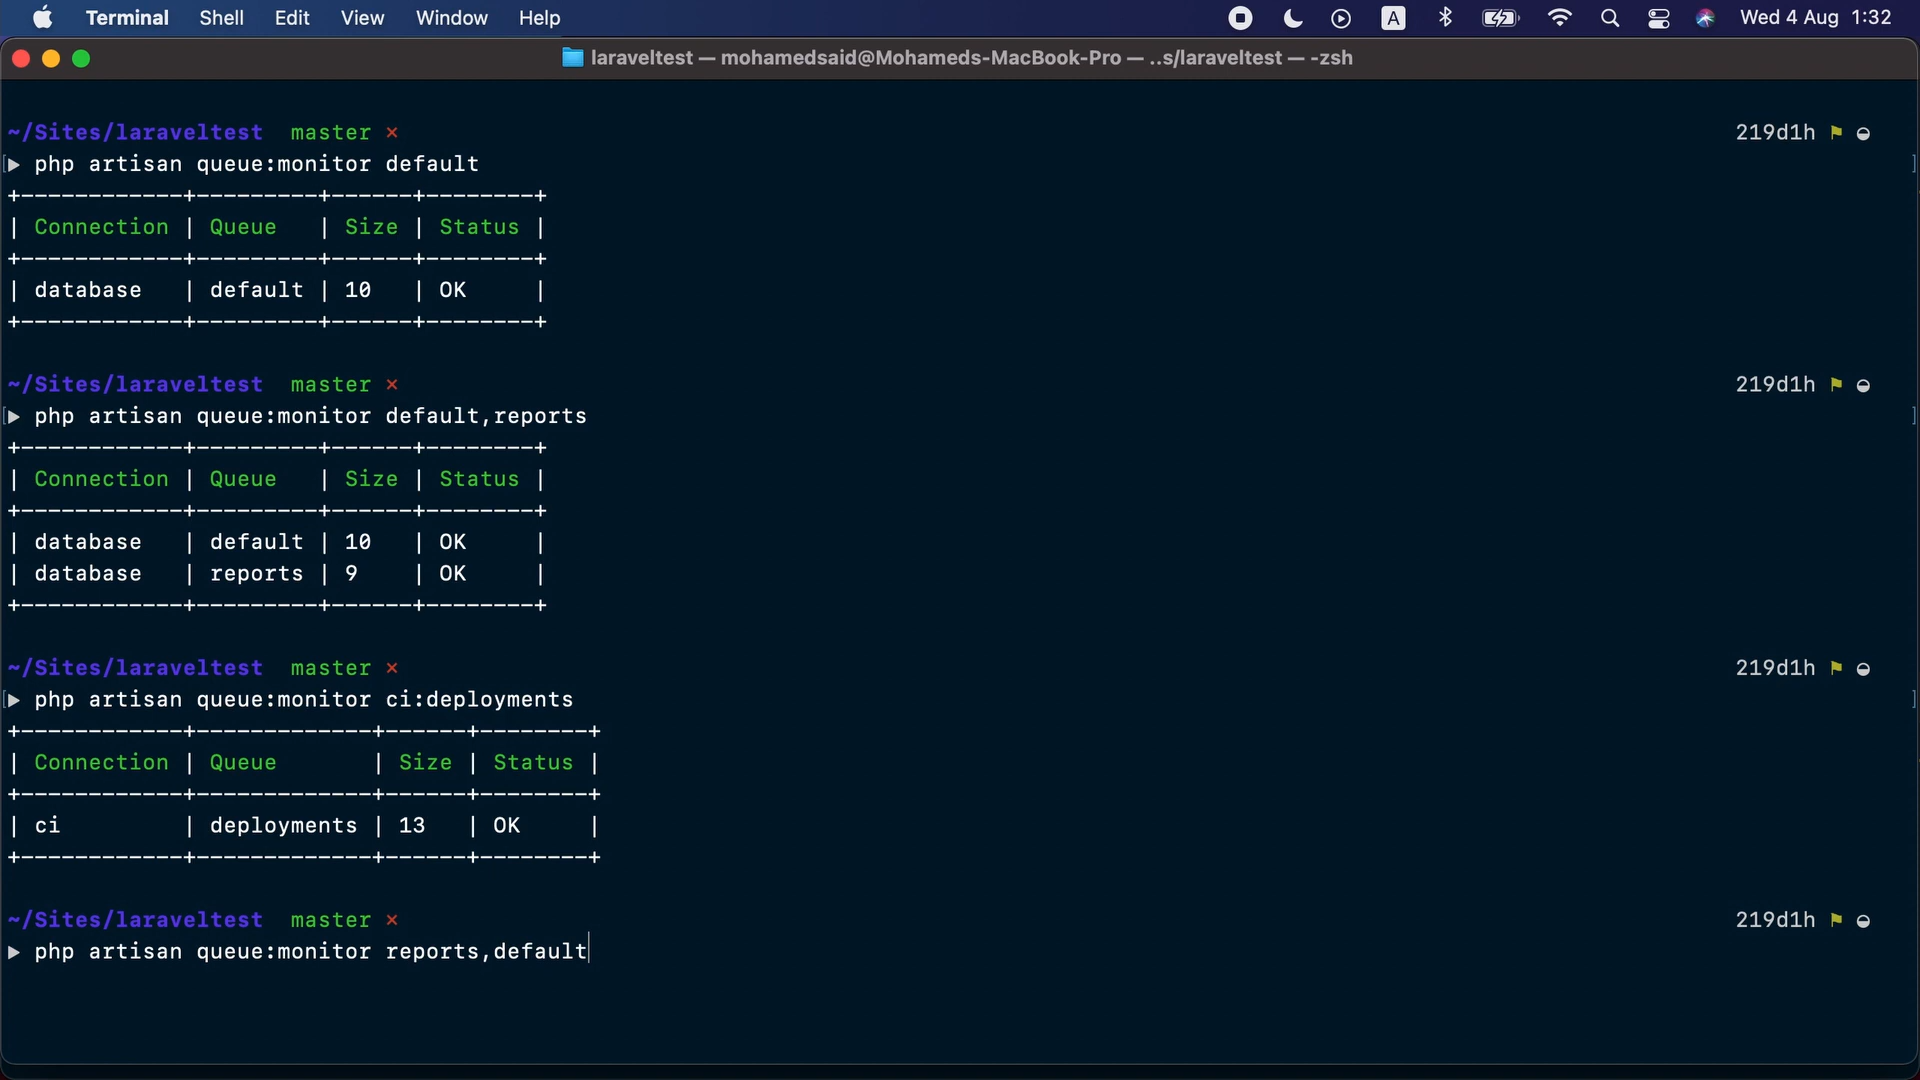 Terminal Shell Edit View Window Help A Wed 4 Aug 1:32
laraveltest — mohamedsaid@Mohameds-MacBook-Pro — ..s/laraveltest — -zsh
~/Sites/laraveltest master × 219d1h
php artisan queue:monitor default
+------------+---------+------+--------+
| Connection | Queue   | Size | Status |
+------------+---------+------+--------+
| database   | default | 10   | OK     |
+------------+---------+------+--------+
~/Sites/laraveltest master × 219d1h
php artisan queue:monitor default,reports
+------------+---------+------+--------+
| Connection | Queue   | Size | Status |
+------------+---------+------+--------+
| database   | default | 10   | OK     |
| database   | reports | 9    | OK     |
+------------+---------+------+--------+
~/Sites/laraveltest master × 219d1h
php artisan queue:monitor ci:deployments
+------------+-------------+------+--------+
| Connection | Queue       | Size | Status |
+------------+-------------+------+--------+
| ci         | deployments | 13   | OK     |
+------------+-------------+------+--------+
~/Sites/laraveltest master × 219d1h
php artisan queue:monitor reports,default